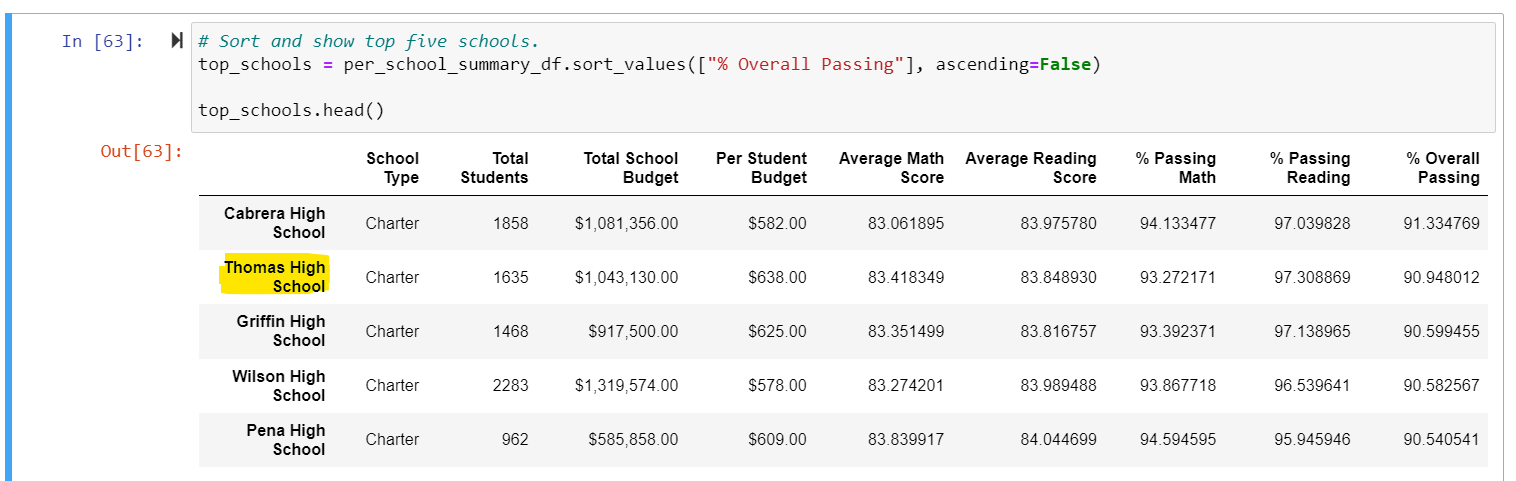 In [63]:
# Sort and show top five schools.
top_schools = per_school_summary_df.sort_values(["% Overall Passing"], ascending=False)
top_schools.head()
Out[63]:
School Type Total Students Total School Budget Per Student Budget Average Math Score Average Reading Score % Passing Math % Passing Reading % Overall Passing
Cabrera High School Charter 1858 $1,081,356.00 $582.00 83.061895 83.975780 94.133477 97.039828 91.334769
Thomas High School Charter 1635 $1,043,130.00 $638.00 83.418349 83.848930 93.272171 97.308869 90.948012
Griffin High School Charter 1468 $917,500.00 $625.00 83.351499 83.816757 93.392371 97.138965 90.599455
Wilson High School Charter 2283 $1,319,574.00 $578.00 83.274201 83.989488 93.867718 96.539641 90.582567
Pena High School Charter 962 $585,858.00 $609.00 83.839917 84.044699 94.594595 95.945946 90.540541